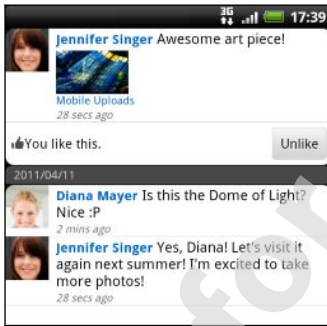 3G 17:39
Jennifer Singer Awesome art piece!
Mobile Uploads
28 secs ago
You like this. Unlike
2011/04/11
Diana Mayer Is this the Dome of Light?
Nice :P
2 mins ago
Jennifer Singer Yes, Diana! Let's visit it
again next summer! I'm excited to take
more photos!
28 secs ago
for